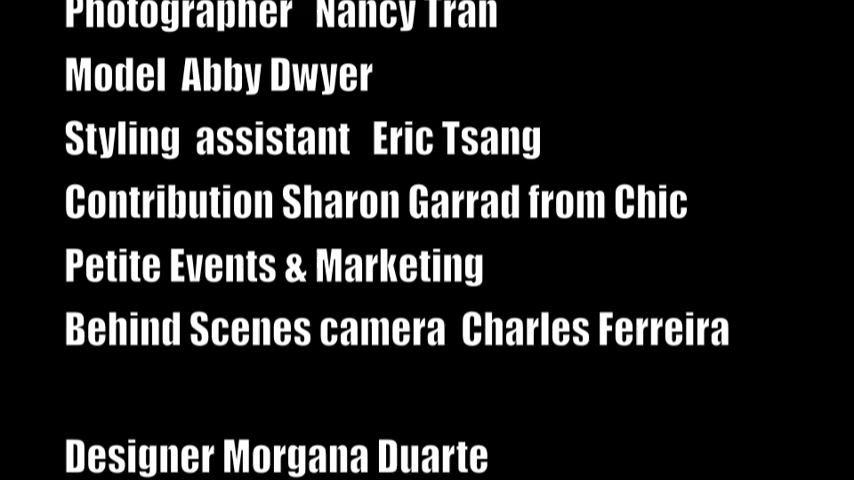 Photographer Nancy Tran
Model Abby Dwyer
Styling assistant Eric Tsang
Contribution Sharon Garrad from Chic
Petite Events & Marketing
Behind Scenes camera Charles Ferreira
Designer Morgana Duarte